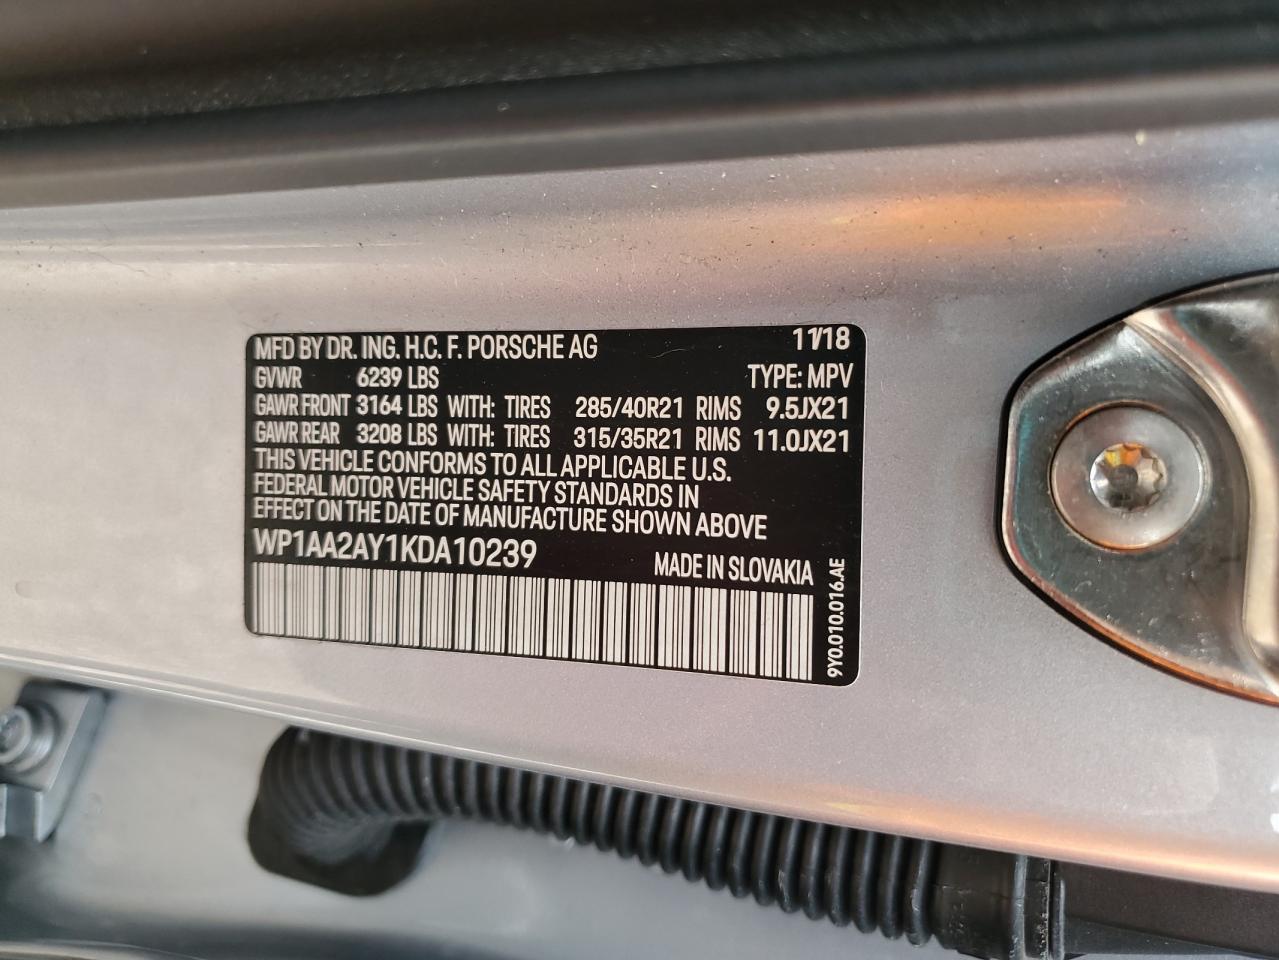 MFD BY DR. ING. H.C. F. PORSCHE AG 11/18
GVWR 6239 LBS TYPE: MPV
GAWR FRONT 3164 LBS WITH: TIRES 285/40R21 RIMS 9.5JX21
GAWR REAR 3208 LBS WITH: TIRES 315/35R21 RIMS 11.0JX21
THIS VEHICLE CONFORMS TO ALL APPLICABLE U.S.
FEDERAL MOTOR VEHICLE SAFETY STANDARDS IN
EFFECT ON THE DATE OF MANUFACTURE SHOWN ABOVE
WP1AA2AY1KDA10239 MADE IN SLOVAKIA
9Y0.010.016.AE